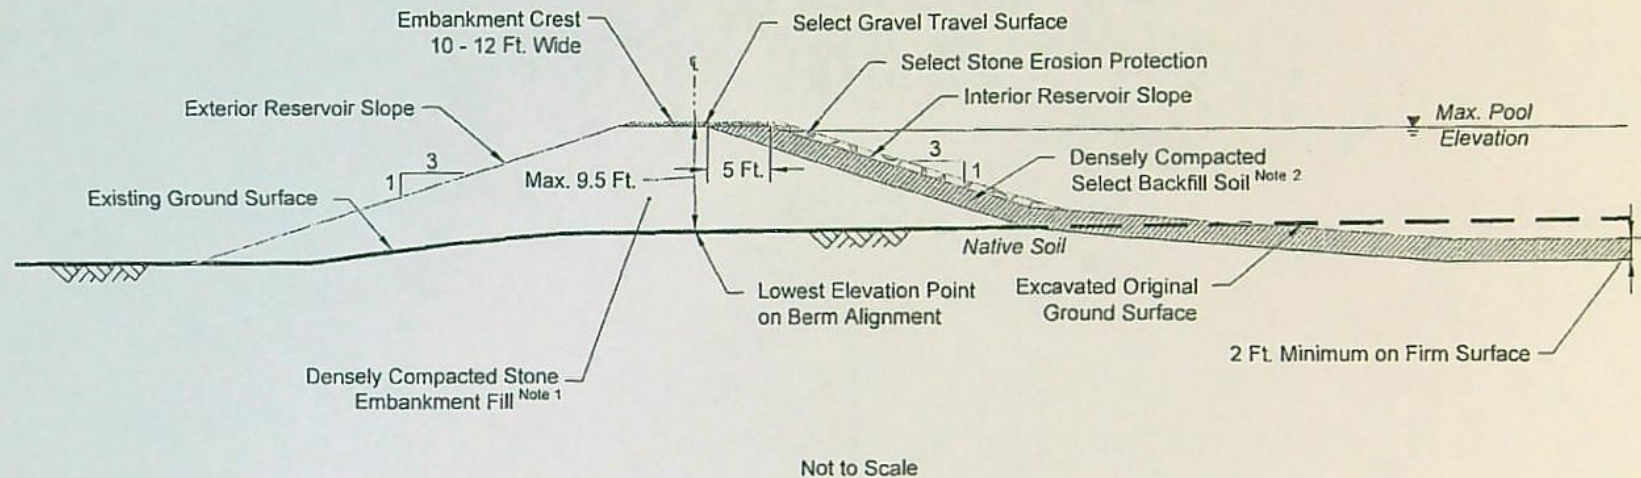 Embankment Crest
10 - 12 Ft. Wide
Select Gravel Travel Surface
℄
Select Stone Erosion Protection
Exterior Reservoir Slope
Interior Reservoir Slope
Max. Pool
Elevation
3
1
3
1
Max. 9.5 Ft.
5 Ft.
Densely Compacted
Select Backfill Soil Note 2
Existing Ground Surface
Native Soil
Lowest Elevation Point
on Berm Alignment
Excavated Original
Ground Surface
2 Ft. Minimum on Firm Surface
Densely Compacted Stone
Embankment Fill Note 1
Not to Scale